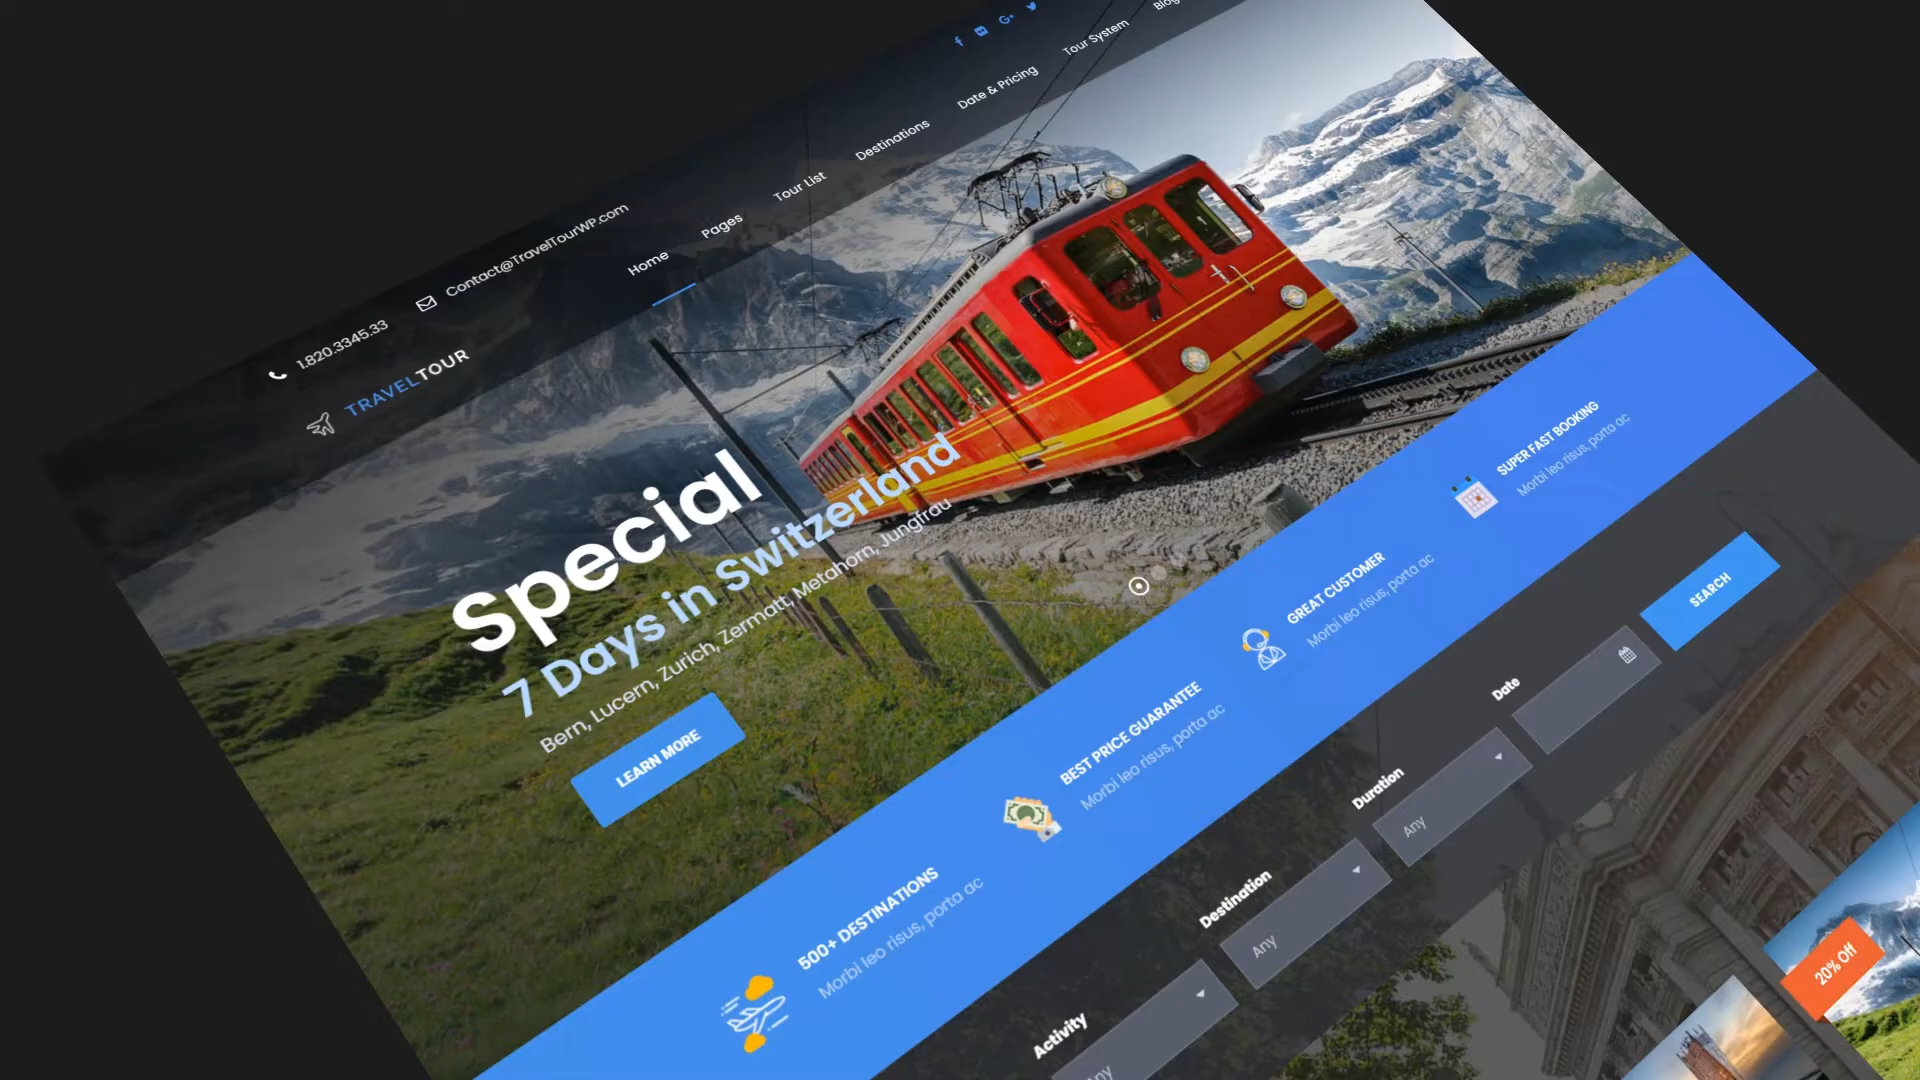 1.820.3345.33
Contact@TravelTourWP.com
TRAVELTOUR
Home
Pages
Tour List
Destinations
Date & Pricing
Tour System
Blog
Special
7 Days in Switzerland
Bern, Lucern, Zurich, Zermatt, Metahorn, Jungfrau
LEARN MORE
500+ DESTINATIONS
Morbi leo risus, porta ac
BEST PRICE GUARANTEE
Morbi leo risus, porta ac
GREAT CUSTOMER
Morbi leo risus, porta ac
SUPER FAST BOOKING
Morbi leo risus, porta ac
Activity
Any
Destination
Any
Duration
Any
Date
SEARCH
20% Off